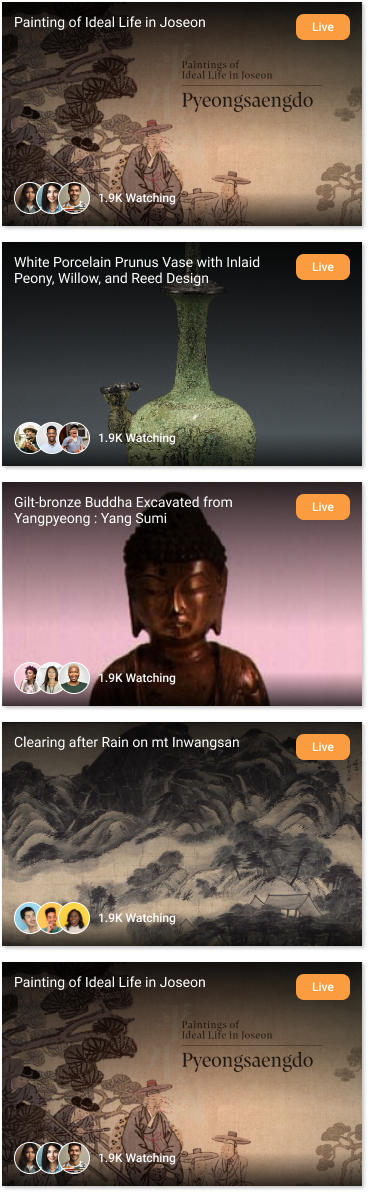 Painting of Ideal Life in Joseon
Live
Paintings of
Ideal Life in Joseon
Pyeongsaengdo
1.9K Watching
White Porcelain Prunus Vase with Inlaid
Peony, Willow, and Reed Design
Live
1.9K Watching
Gilt-bronze Buddha Excavated from
Yangpyeong : Yang Sumi
Live
1.9K Watching
Clearing after Rain on mt Inwangsan
Live
1.9K Watching
Painting of Ideal Life in Joseon
Live
Paintings of
Ideal Life in Joseon
Pyeongsaengdo
1.9K Watching